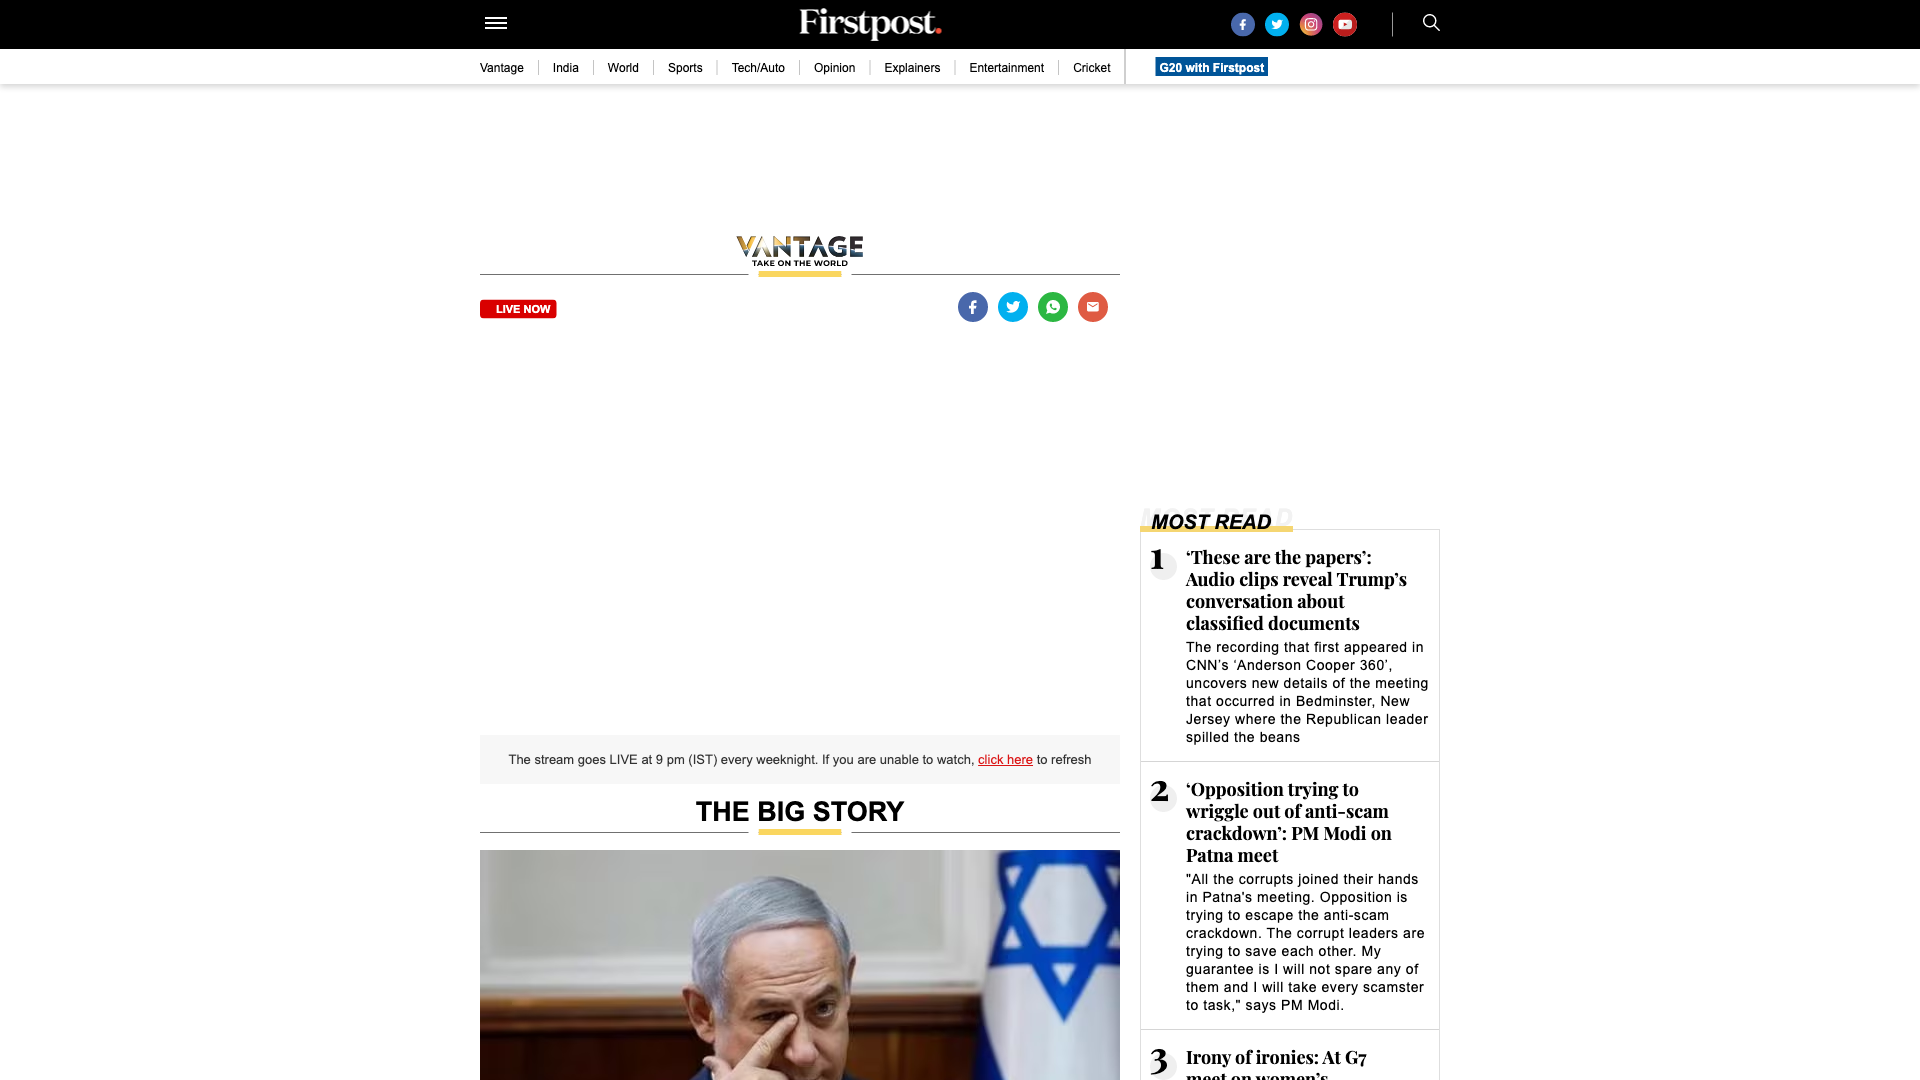 Firstpost.
Vantage
India
World
Sports
Tech/Auto
Opinion
Explainers
Entertainment
Cricket
G20 with Firstpost
VANTAGE
TAKE ON THE WORLD
LIVE NOW
The stream goes LIVE at 9 pm (IST) every weeknight. If you are unable to watch, click here to refresh
THE BIG STORY
MOST READ
1
‘These are the papers’:
Audio clips reveal Trump’s
conversation about
classified documents
The recording that first appeared in
CNN’s ‘Anderson Cooper 360’,
uncovers new details of the meeting
that occurred in Bedminster, New
Jersey where the Republican leader
spilled the beans
2
‘Opposition trying to
wriggle out of anti-scam
crackdown’: PM Modi on
Patna meet
"All the corrupts joined their hands
in Patna's meeting. Opposition is
trying to escape the anti-scam
crackdown. The corrupt leaders are
trying to save each other. My
guarantee is I will not spare any of
them and I will take every scamster
to task," says PM Modi.
3
Irony of ironies: At G7
meet on women’s